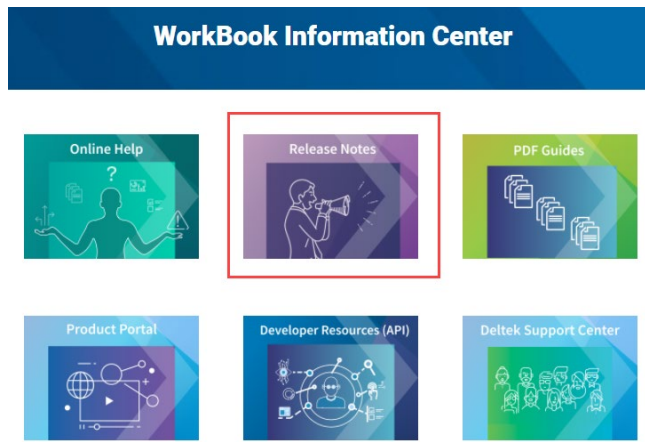 WorkBook Information Center
Online Help
Release Notes
PDF Guides
?
Product Portal
Developer Resources (API)
Deltek Support Center